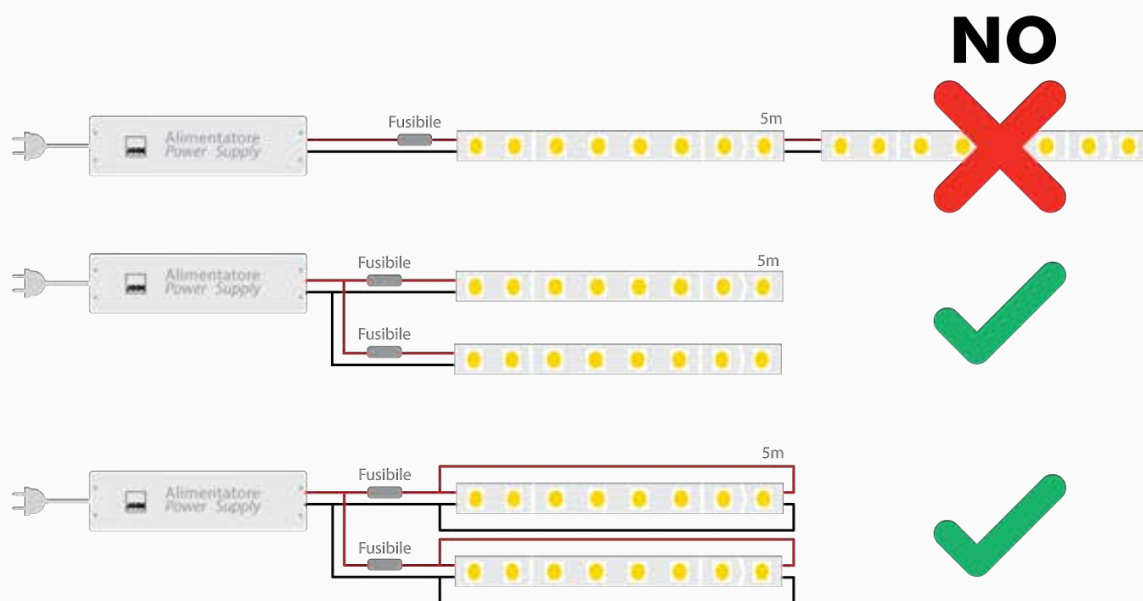 NO
Fusibile
5m
Alimentatore
Power Supply
Fusibile
5m
Alimentatore
Power Supply
Fusibile
5m
Fusibile
Alimentatore
Power Supply
Fusibile